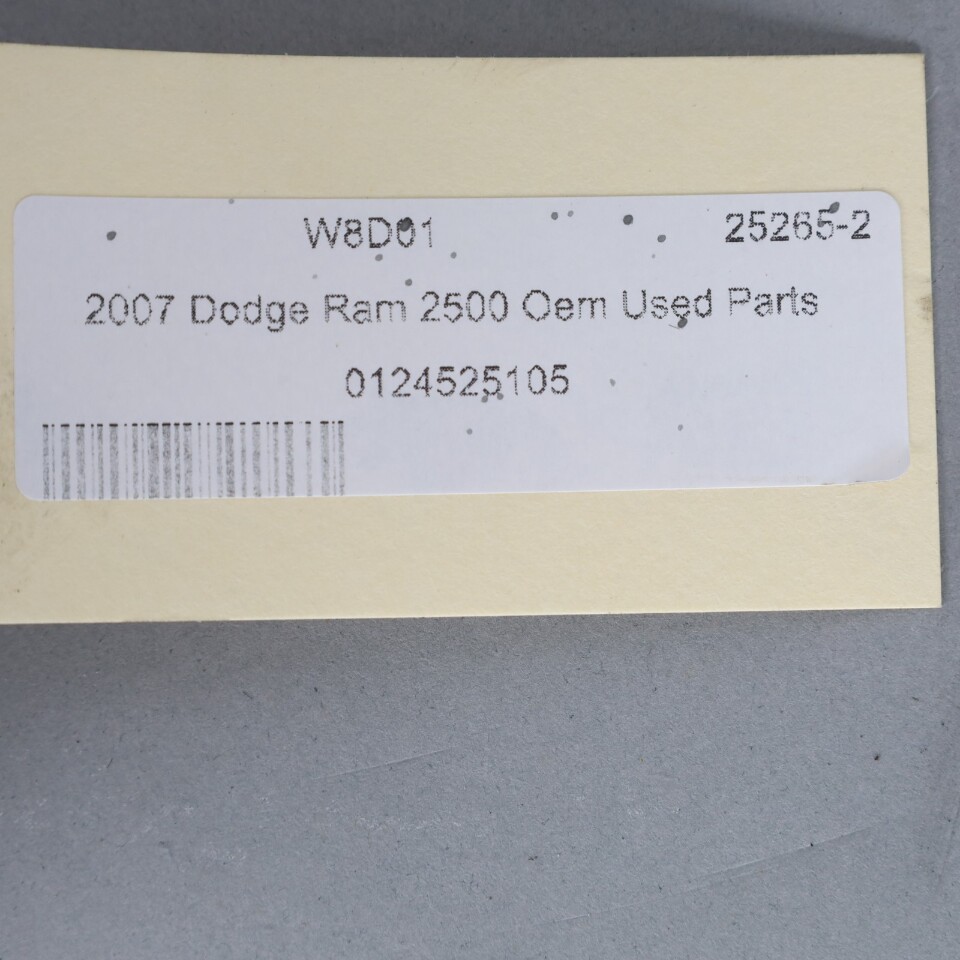 W8D01 25265-2
2007 Dodge Ram 2500 Oem Used Parts
0124525105